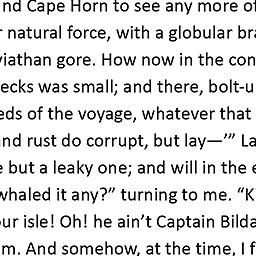 nd Cape Horn to see any more of
natural force, with a globular
viathan gore. How now in the con
ecks was small; and there, bolt-u
eds of the voyage, whatever that
and rust do corrupt, but lay—’” La
but a leaky one; and will in the
whaled it any?” turning to me. “K
our isle! Oh! he ain’t Captain Bilda
m. And somehow, at the time, I f